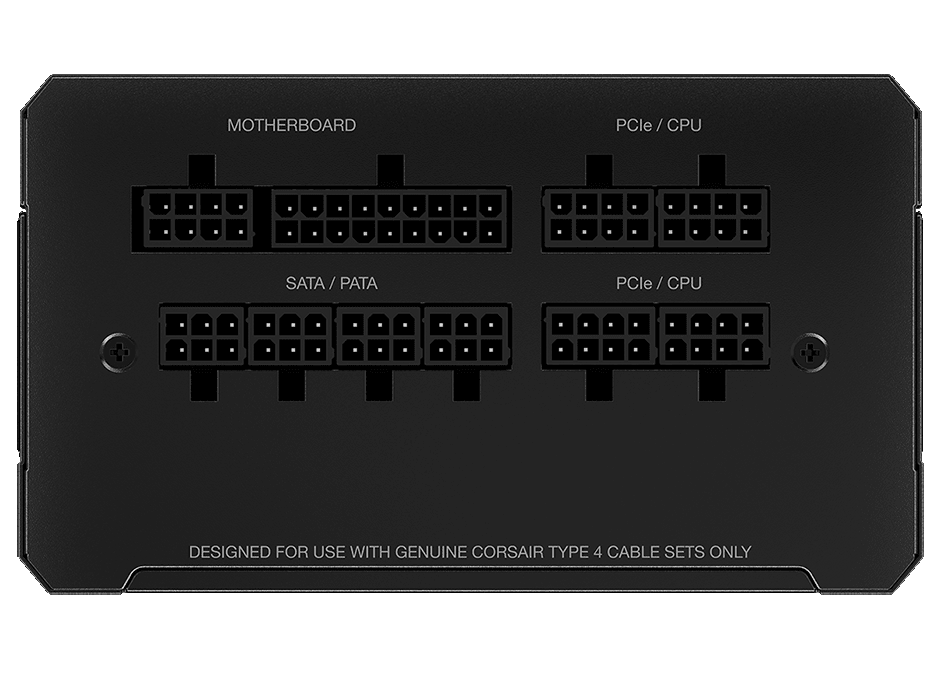 MOTHERBOARD
PCIe / CPU
SATA / PATA
PCIe / CPU
DESIGNED FOR USE WITH GENUINE CORSAIR TYPE 4 CABLE SETS ONLY